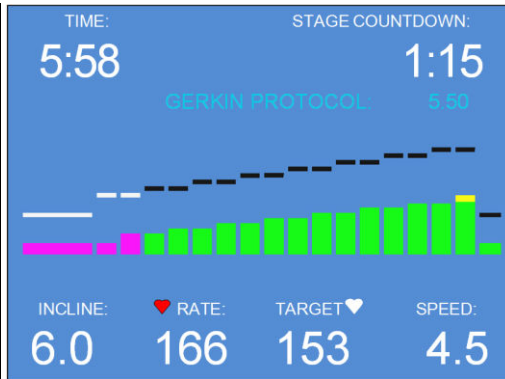 TIME: STAGE COUNTDOWN:
5:58 1:15
GERKIN PROTOCOL: 5.50
INCLINE: RATE: TARGET SPEED:
6.0 166 153 4.5